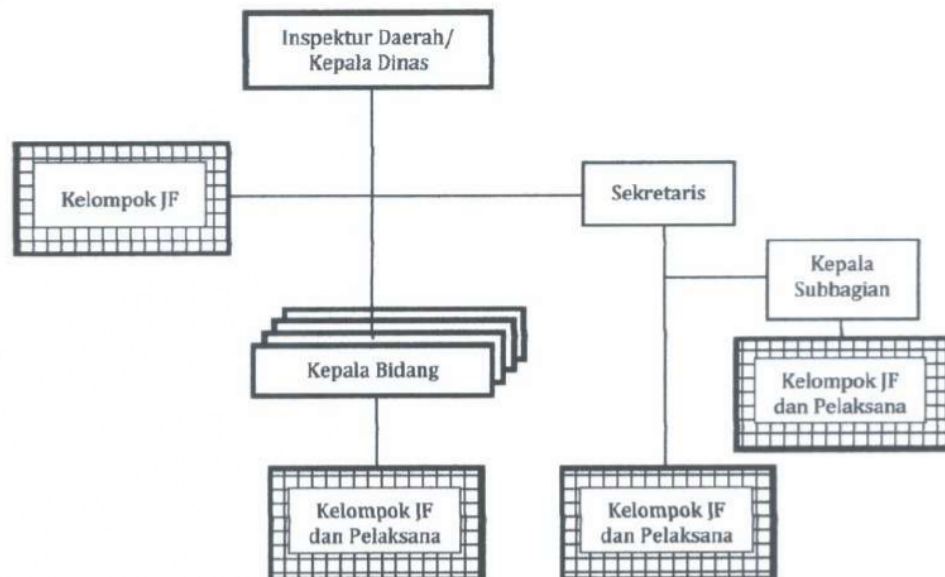 Inspektur Daerah/
Kepala Dinas
Kelompok JF
Sekretaris
Kepala
Subbagian
Kepala Bidang
Kelompok JF
dan Pelaksana
Kelompok JF
dan Pelaksana
Kelompok JF
dan Pelaksana